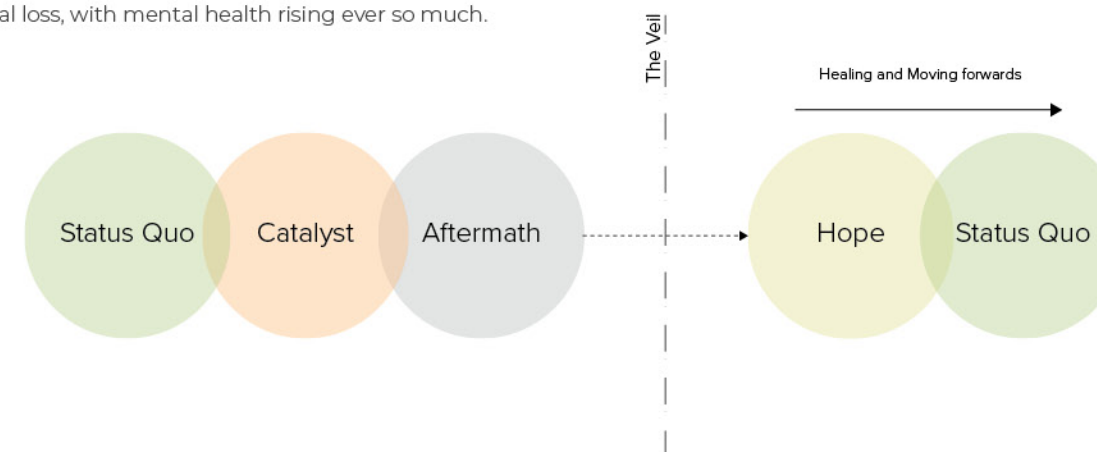 al loss, with mental health rising ever so much.
The Veil
Healing and Moving forwards
Status Quo
Catalyst
Aftermath
Hope
Status Quo